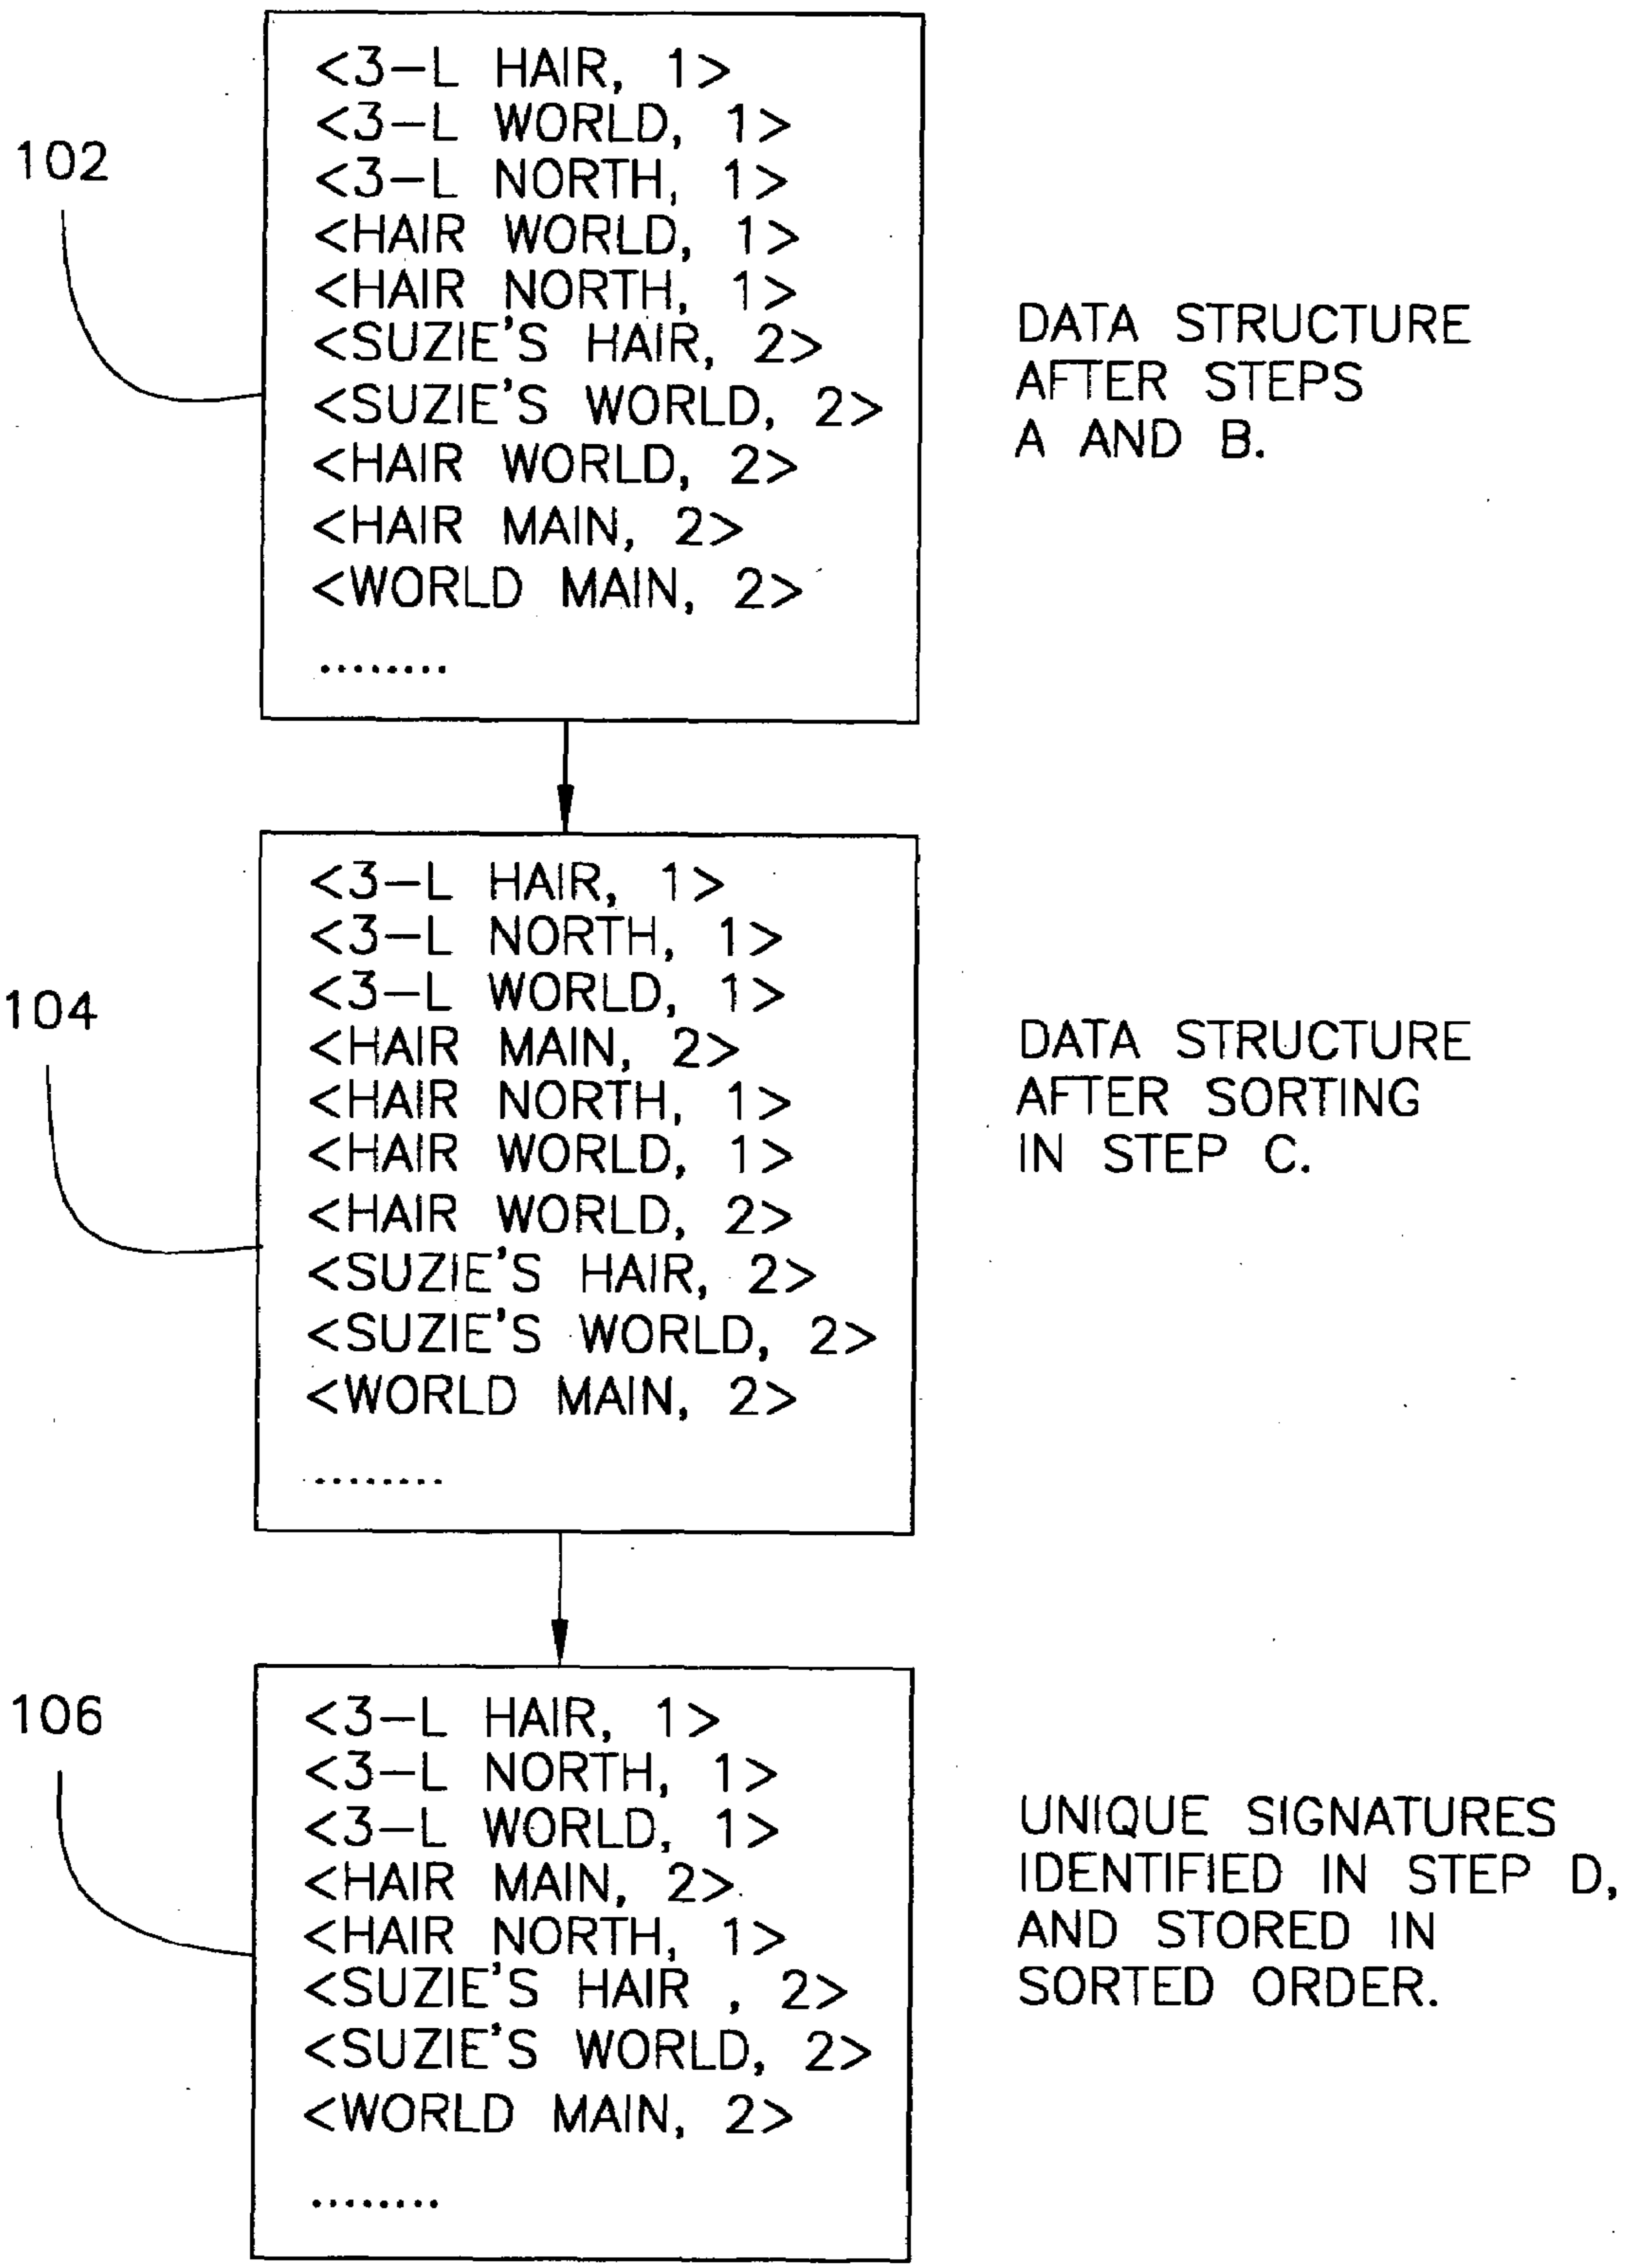 <3-L HAIR, 1>
<3-L WORLD, 1>
<3-L NORTH, 1>
<HAIR WORLD, 1>
<HAIR NORTH, 1>
<SUZIE'S HAIR, 2>
<SUZIE'S WORLD, 2>
<HAIR WORLD, 2>
<HAIR MAIN, 2>
<WORLD MAIN, 2>
........
102
DATA STRUCTURE
AFTER STEPS
A AND B.
<3-L HAIR, 1>
<3-L NORTH, 1>
<3-L WORLD, 1>
<HAIR MAIN, 2>
<HAIR NORTH, 1>
<HAIR WORLD, 1>
<HAIR WORLD, 2>
<SUZIE'S HAIR, 2>
<SUZIE'S WORLD, 2>
<WORLD MAIN, 2>
........
104
DATA STRUCTURE
AFTER SORTING
IN STEP C.
<3-L HAIR, 1>
<3-L NORTH, 1>
<3-L WORLD, 1>
<HAIR MAIN, 2>
<HAIR NORTH, 1>
<SUZIE'S HAIR , 2>
<SUZIE'S WORLD, 2>
<WORLD MAIN, 2>
........
106
UNIQUE SIGNATURES
IDENTIFIED IN STEP D,
AND STORED IN
SORTED ORDER.